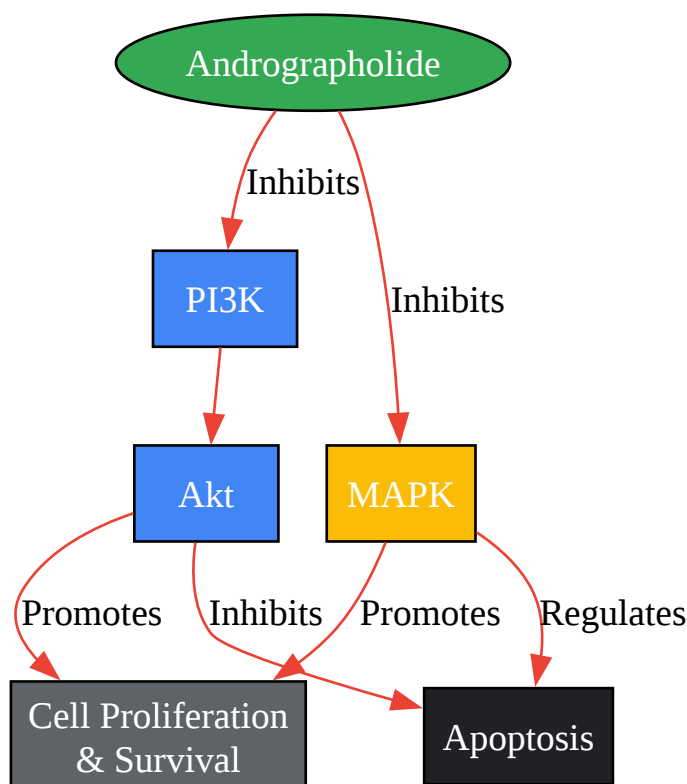 Andrographolide
Inhibits
PI3K
Inhibits
Akt
MAPK
Promotes
Inhibits
Promotes
Regulates
Cell Proliferation
& Survival
Apoptosis